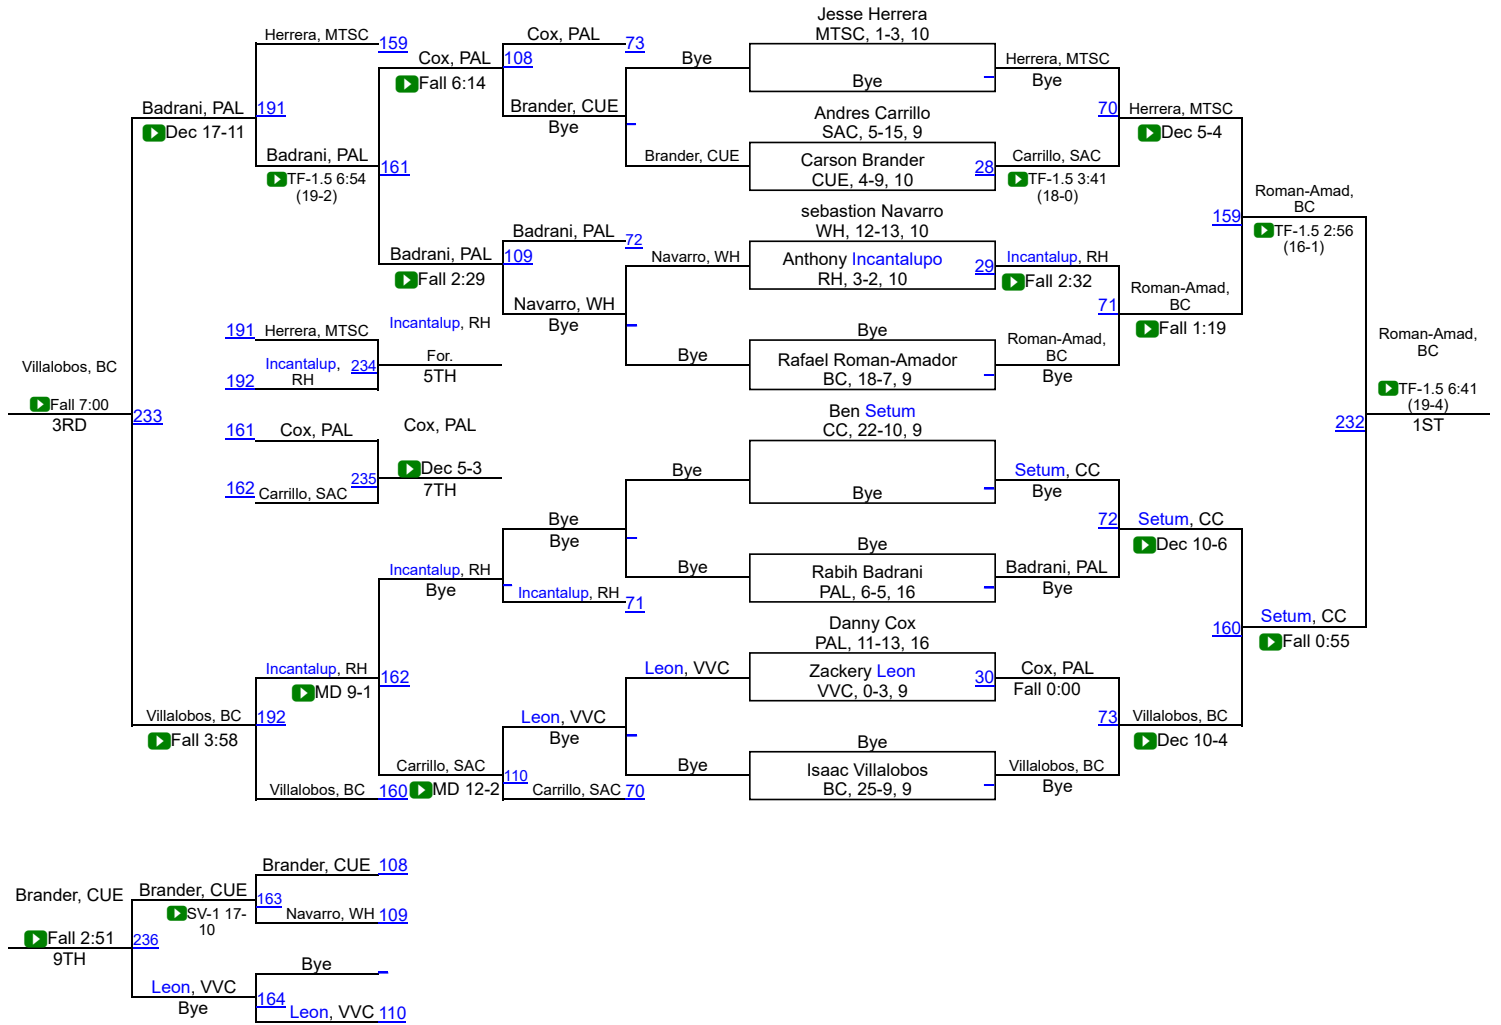 Jesse Herrera
MTSC, 1-3, 10
Bye
Andres Carrillo
SAC, 5-15, 9
Carson Brander
CUE, 4-9, 10
28
sebastion Navarro
WH, 12-13, 10
Anthony Incantalupo
RH, 3-2, 10
29
Bye
Rafael Roman-Amador
BC, 18-7, 9
Ben Setum
CC, 22-10, 9
Bye
Bye
Rabih Badrani
PAL, 6-5, 16
Danny Cox
PAL, 11-13, 16
Zackery Leon
VVC, 0-3, 9
30
Bye
Isaac Villalobos
BC, 25-9, 9
Herrera, MTSC
Bye
70
Carrillo, SAC
TF-1.5 3:41
(18-0)
Incantalup, RH
Fall 2:32
71
Roman-Amad,
BC
Bye
Setum, CC
Bye
72
Badrani, PAL
Bye
Cox, PAL
Fall 0:00
73
Villalobos, BC
Bye
Herrera, MTSC
Dec 5-4
159
Roman-Amad,
BC
Fall 1:19
Setum, CC
Dec 10-6
160
Villalobos, BC
Dec 10-4
Roman-Amad,
BC
TF-1.5 2:56
(16-1)
232
Setum, CC
Fall 0:55
Roman-Amad,
BC
TF-1.5 6:41
(19-4)
1ST
Bye
Brander, CUE
Navarro, WH
Bye
Bye
Bye
Leon, VVC
Bye
Cox, PAL
73
108
Brander, CUE
Bye
Badrani, PAL
72
109
Navarro, WH
Bye
Bye
Bye
Incantalup, RH
71
Leon, VVC
Bye
110
Carrillo, SAC
70
Cox, PAL
Fall 6:14
161
Badrani, PAL
Fall 2:29
Incantalup, RH
Bye
162
Carrillo, SAC
MD 12-2
Herrera, MTSC
159
191
Badrani, PAL
TF-1.5 6:54
(19-2)
Incantalup, RH
MD 9-1
192
Villalobos, BC
160
Badrani, PAL
Dec 17-11
233
Villalobos, BC
Fall 3:58
Villalobos, BC
Fall 7:00
3RD
191
Herrera, MTSC
192
Incantalup,
RH
234
Incantalup, RH
For.
5TH
161
Cox, PAL
162
Carrillo, SAC
235
Cox, PAL
Dec 5-3
7TH
Brander, CUE
108
163
Navarro, WH
109
Brander, CUE
SV-1 17-
10
Bye
164
Leon, VVC
110
Leon, VVC
Bye
236
Brander, CUE
Fall 2:51
9TH